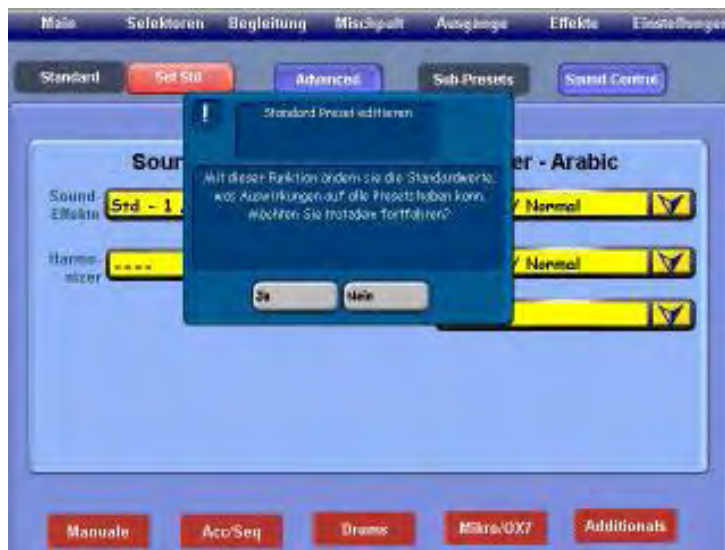 Main Selektoren Begleitung Mischpult Ausgänge Effekte Einstellungen
Standard Set Std Advanced Sub-Presets Sound Control
!
Standard Preset editieren
Mit dieser Funktion ändern sie die Standardwerte,
was Auswirkungen auf alle Presets haben kann.
Möchten Sie trotzdem fortfahren?
Ja Nein
Sour er - Arabic
Sound-
Effekte
Std - 1 / Normal
Harmo-
nizer
---- / Normal
Manuale Acc/Seq Drums Mikro/OX7 Additionals